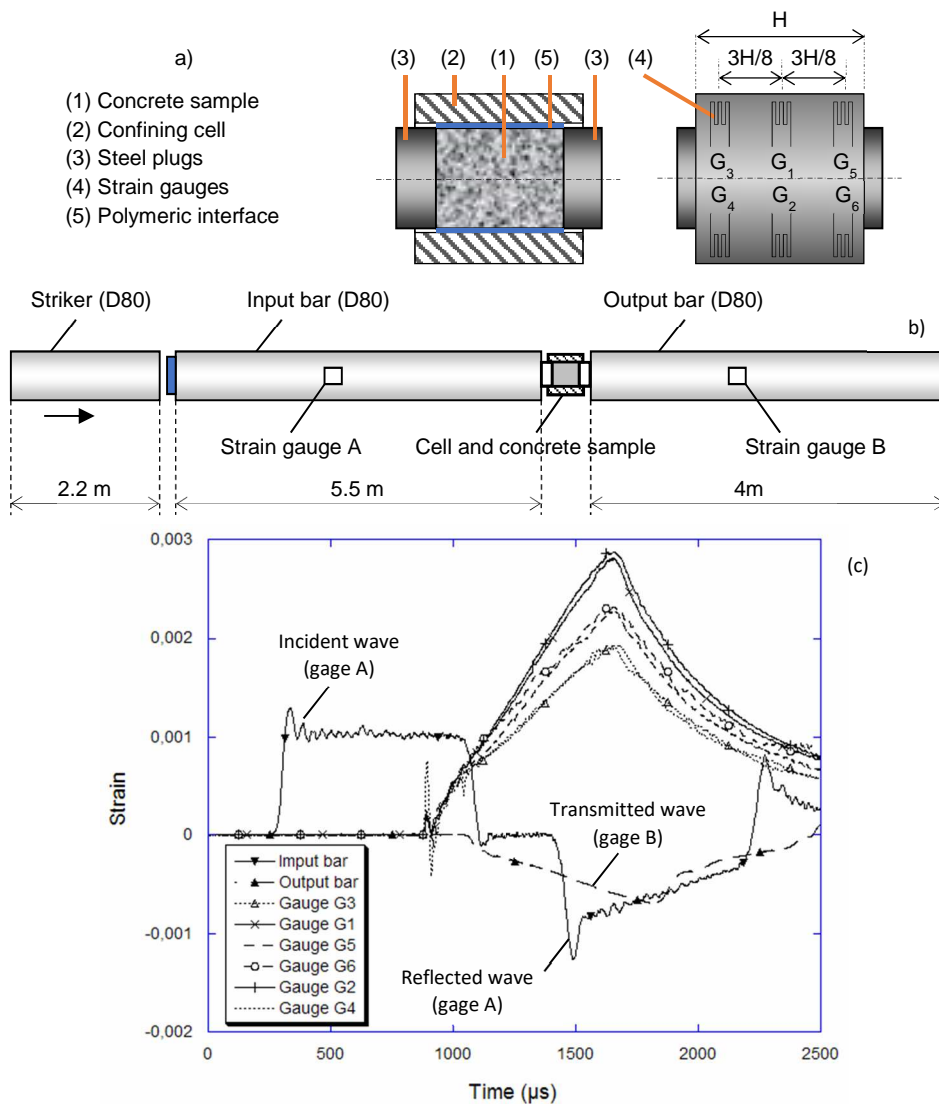 a)
(1) Concrete sample
(2) Confining cell
(3) Steel plugs
(4) Strain gauges
(5) Polymeric interface
(3) (2) (1) (5) (3) (4)
H
3H/8 3H/8
G3 G1 G5
G4 G2 G6
Striker (D80) Input bar (D80) Output bar (D80) b)
Strain gauge A Cell and concrete sample Strain gauge B
2.2 m 5.5 m 4m
(c)
0,003
0,002
0,001
0
-0,001
-0,002
Strain
Incident wave
(gage A)
Transmitted wave
(gage B)
Reflected wave
(gage A)
Imput bar
Output bar
Gauge G3
Gauge G1
Gauge G5
Gauge G6
Gauge G2
Gauge G4
0 500 1000 1500 2000 2500
Time (µs)